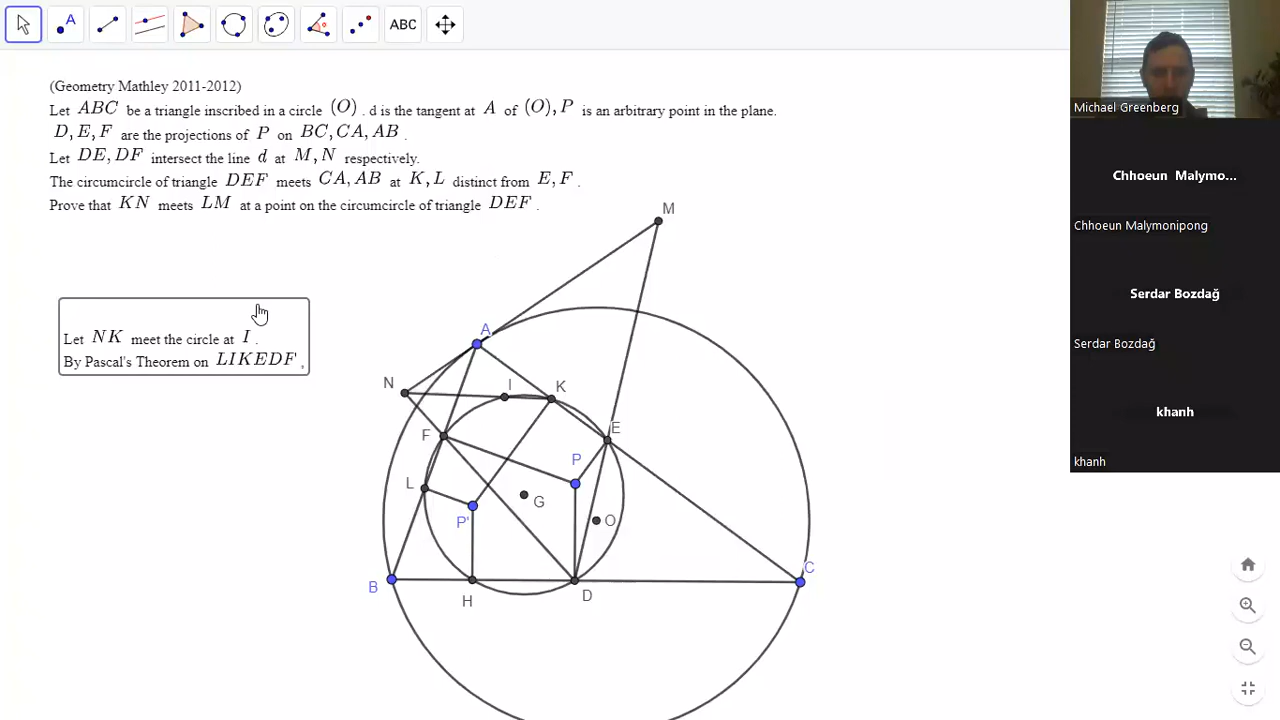 A
ABC
(Geometry Mathley 2011-2012)
Let ABC be a triangle inscribed in a circle (O) . d is the tangent at A of (O), P is an arbitrary point in the plane.
D, E, F are the projections of P on BC, CA, AB .
Let DE, DF intersect the line d at M, N respectively.
The circumcircle of triangle DEF meets CA, AB at K, L distinct from E, F .
Prove that KN meets LM at a point on the circumcircle of triangle DEF .
Let NK meet the circle at I .
By Pascal's Theorem on LIKEDF ,
M
A
N
I
K
F
E
P
L
G
P'
O
B
C
H
D
Michael Greenberg
Chhoeun Malymo...
Chhoeun Malymonipong
Serdar Bozdağ
Serdar Bozdağ
khanh
khanh